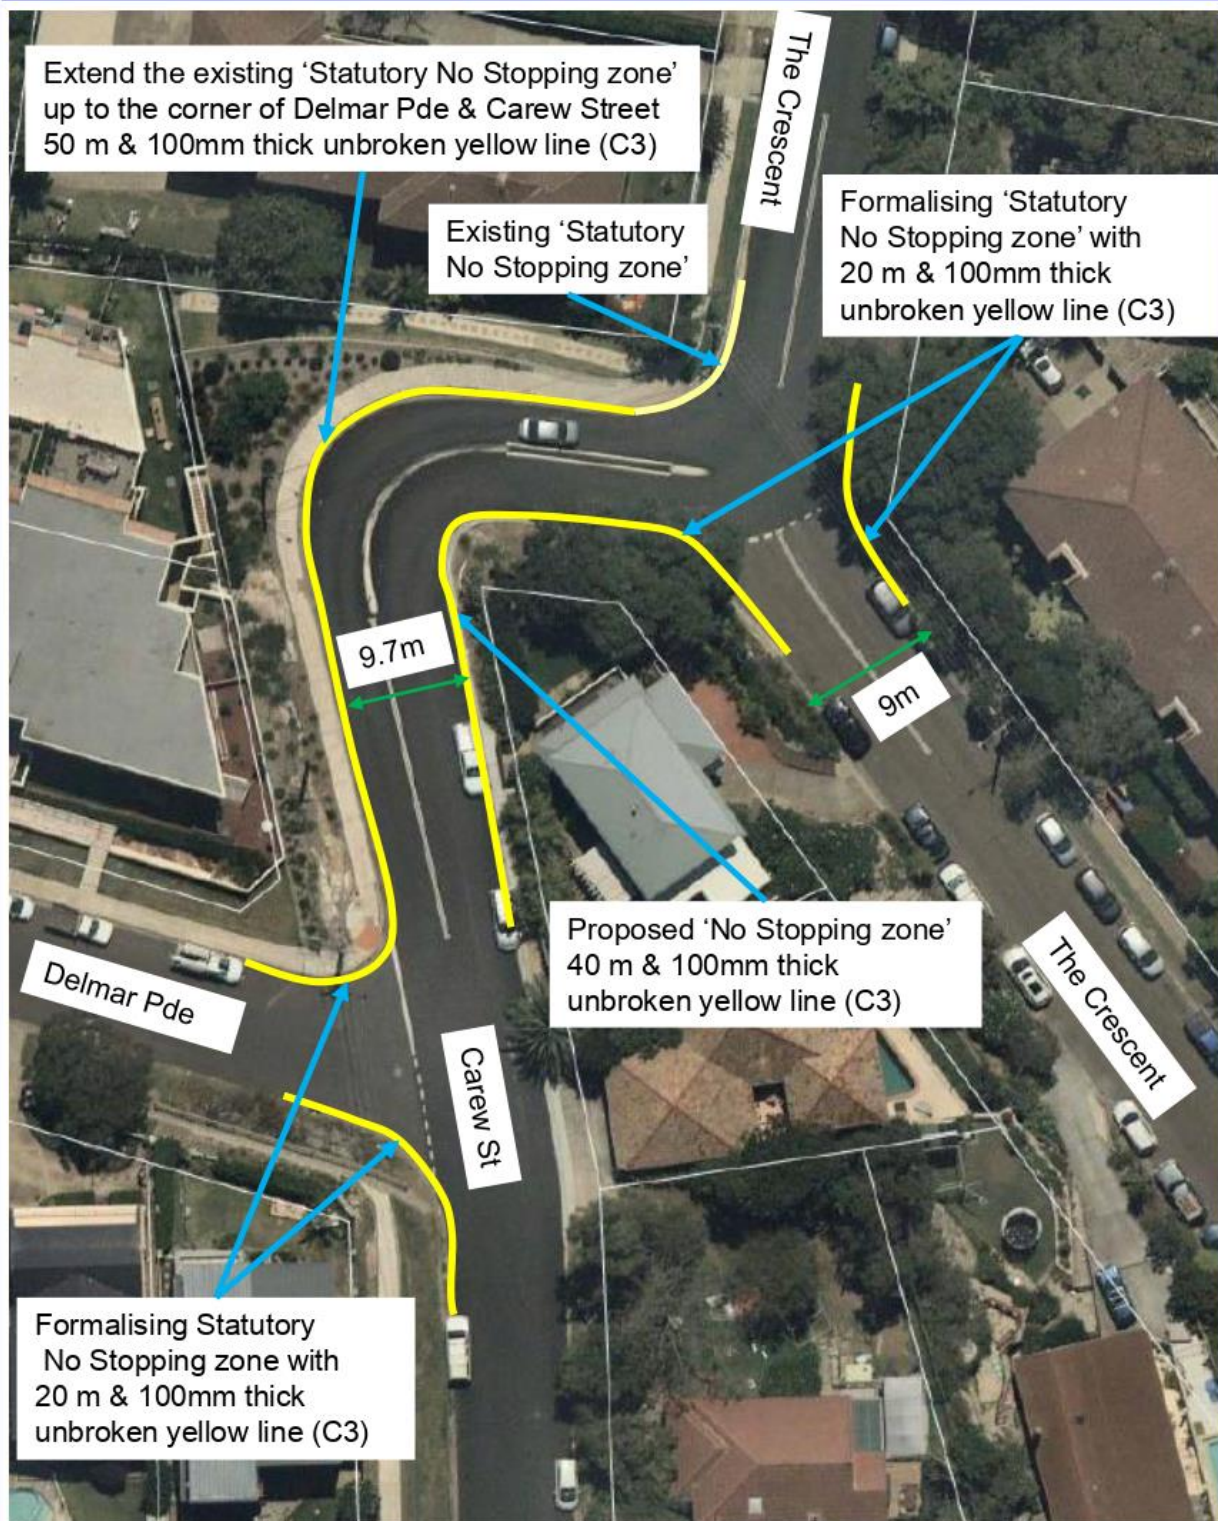 Extend the existing ‘Statutory No Stopping zone’
up to the corner of Delmar Pde & Carew Street
50 m & 100mm thick unbroken yellow line (C3)
The Crescent
Formalising ‘Statutory
No Stopping zone’ with
20 m & 100mm thick
unbroken yellow line (C3)
Existing ‘Statutory
No Stopping zone’
9.7m
9m
Proposed ‘No Stopping zone’
40 m & 100mm thick
unbroken yellow line (C3)
Delmar Pde
Carew St
The Crescent
Formalising Statutory
No Stopping zone with
20 m & 100mm thick
unbroken yellow line (C3)